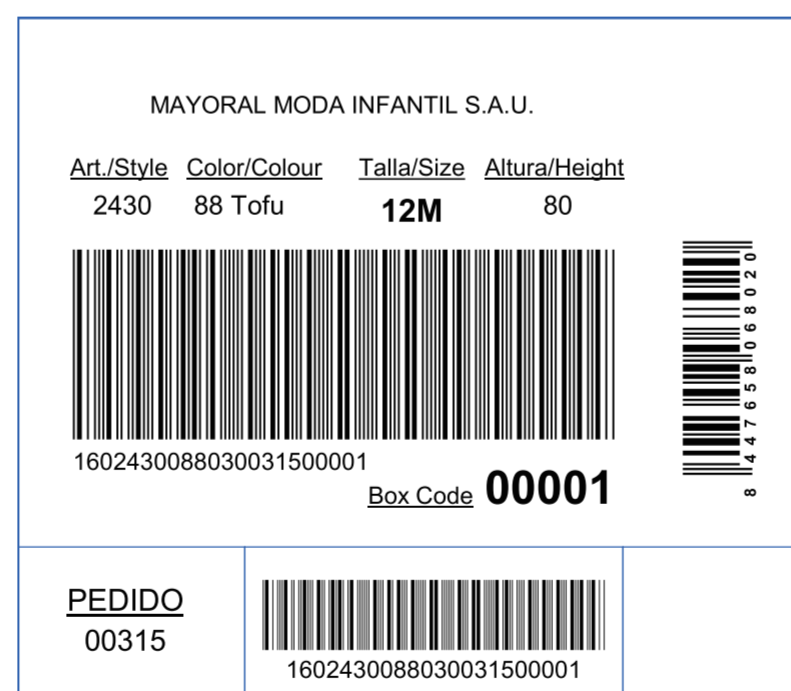 MAYORAL MODA INFANTIL S.A.U.
Art./Style Color/Colour Talla/Size Altura/Height
2430 88 Tofu 12M 80
8447658068020
1602430088030031500001
Box Code 00001
PEDIDO
00315
1602430088030031500001